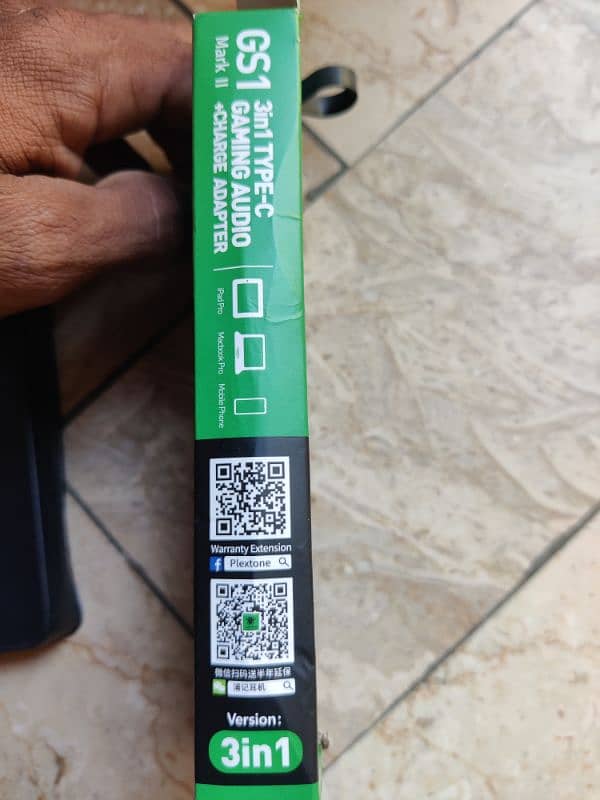 GS1
Mark II
3in1 TYPE-C
GAMING AUDIO
+CHARGE ADAPTER
iPad Pro
Macbook Pro
Mobile Phone
Warranty Extension
Plextone
微信扫码送半年延保
浦记耳机
Version:
3in1